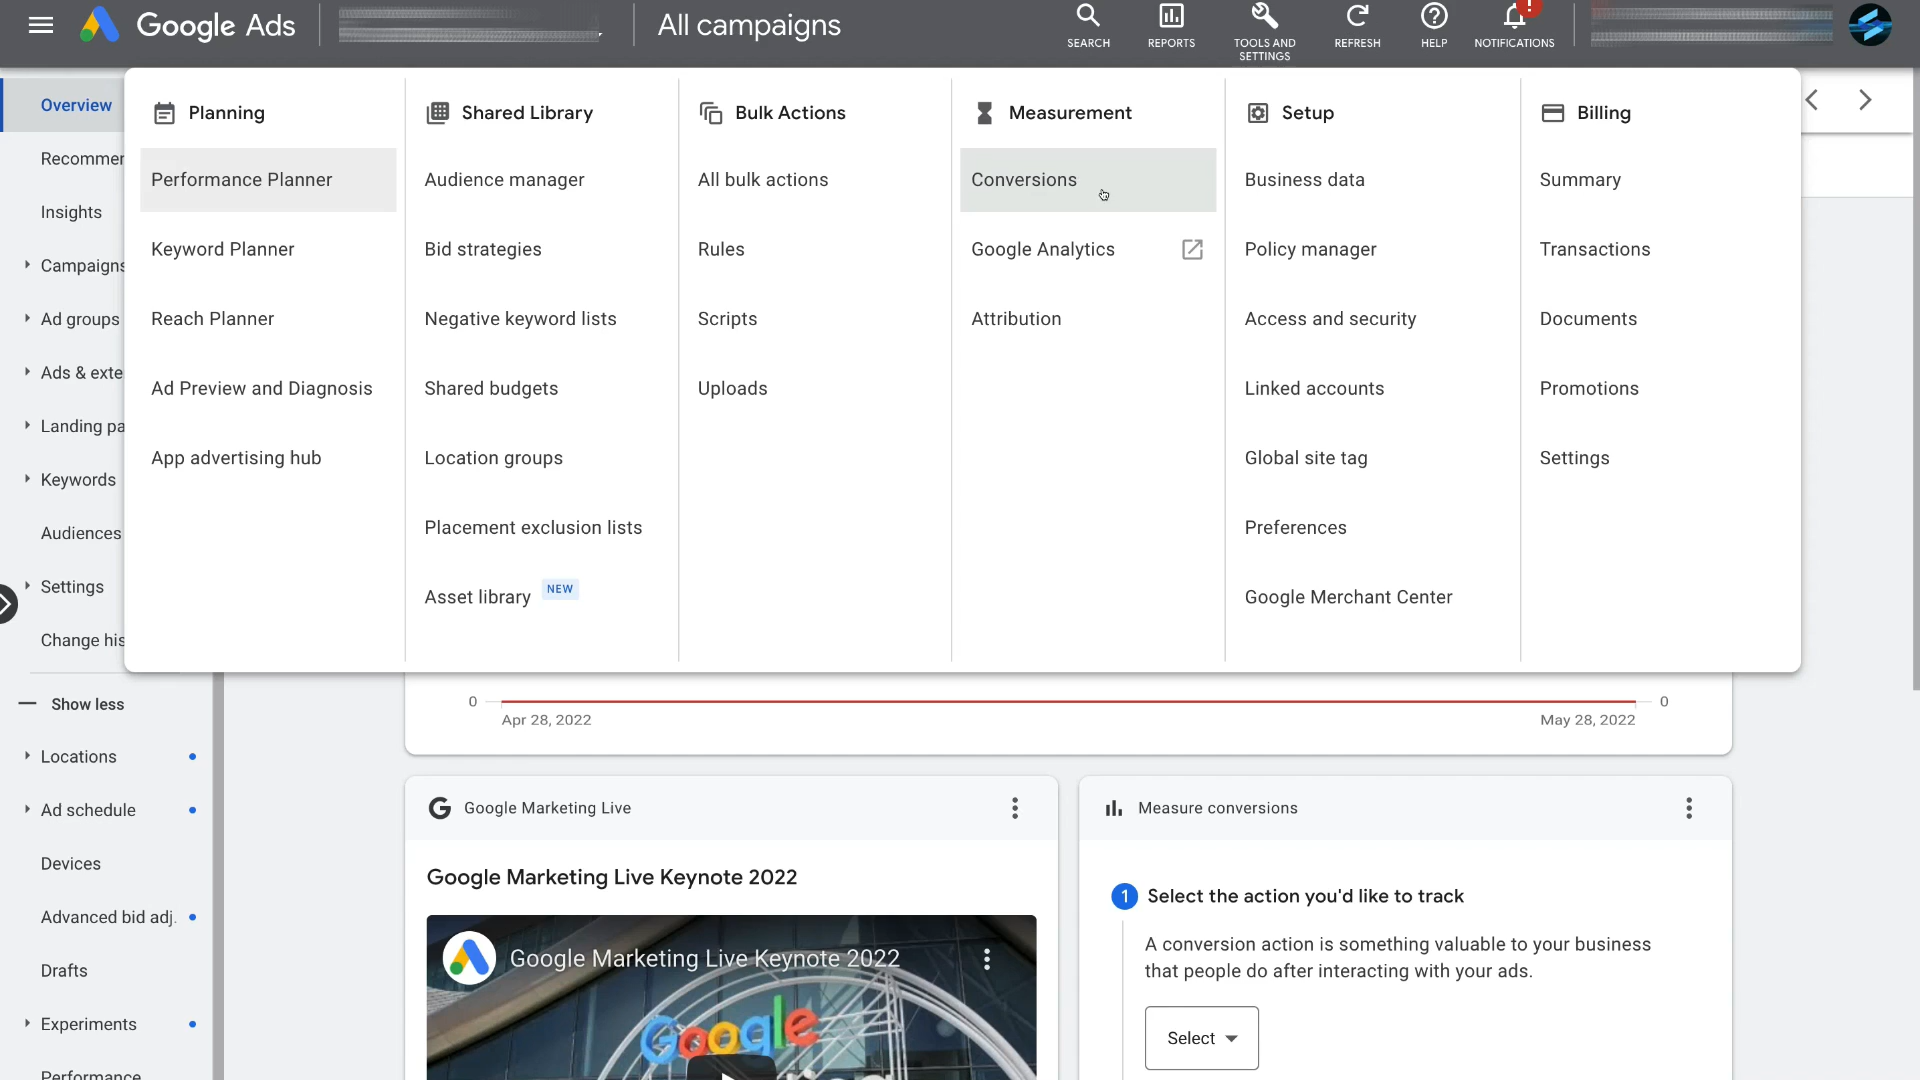 Google Ads
All campaigns
SEARCH
REPORTS
TOOLS AND
SETTINGS
REFRESH
HELP
!
NOTIFICATIONS
Overview
Recommen
Insights
Campaigns
Ad groups
Ads & exte
Landing pa
Keywords
Audiences
Settings
Change his
Show less
Locations
Ad schedule
Devices
Advanced bid adj.
Drafts
Experiments
Performance
Planning
Performance Planner
Keyword Planner
Reach Planner
Ad Preview and Diagnosis
App advertising hub
Shared Library
Audience manager
Bid strategies
Negative keyword lists
Shared budgets
Location groups
Placement exclusion lists
Asset library NEW
Bulk Actions
All bulk actions
Rules
Scripts
Uploads
Measurement
Conversions
Google Analytics
Attribution
Setup
Business data
Policy manager
Access and security
Linked accounts
Global site tag
Preferences
Google Merchant Center
Billing
Summary
Transactions
Documents
Promotions
Settings
0
0
Apr 28, 2022
May 28, 2022
Google Marketing Live
Google Marketing Live Keynote 2022
Google Marketing Live Keynote 2022
Google
Measure conversions
1 Select the action you'd like to track
A conversion action is something valuable to your business
that people do after interacting with your ads.
Select